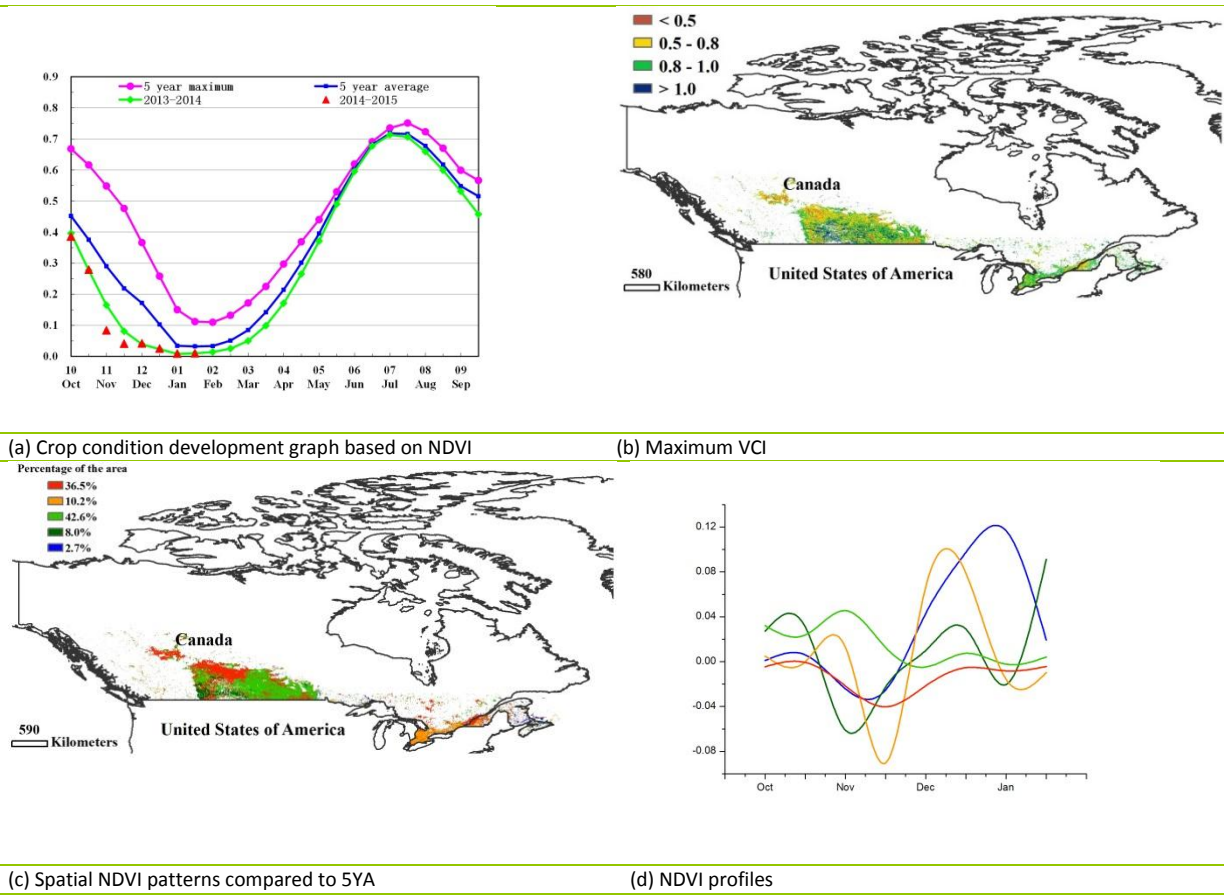 0.9
0.8
0.7
0.6
0.5
0.4
0.3
0.2
0.1
0.0
5 year maximum 5 year average
2013-2014 2014-2015
10 11 12 01 02 03 04 05 06 07 08 09
Oct Nov Dec Jan Feb Mar Apr May Jun Jul Aug Sep
< 0.5
0.5 - 0.8
0.8 - 1.0
> 1.0
Canada
United States of America
580
Kilometers
(a) Crop condition development graph based on NDVI
(b) Maximum VCI
Percentage of the area
36.5%
10.2%
42.6%
8.0%
2.7%
Canada
United States of America
590
Kilometers
0.12
0.08
0.04
0.00
-0.04
-0.08
Oct Nov Dec Jan
(c) Spatial NDVI patterns compared to 5YA
(d) NDVI profiles